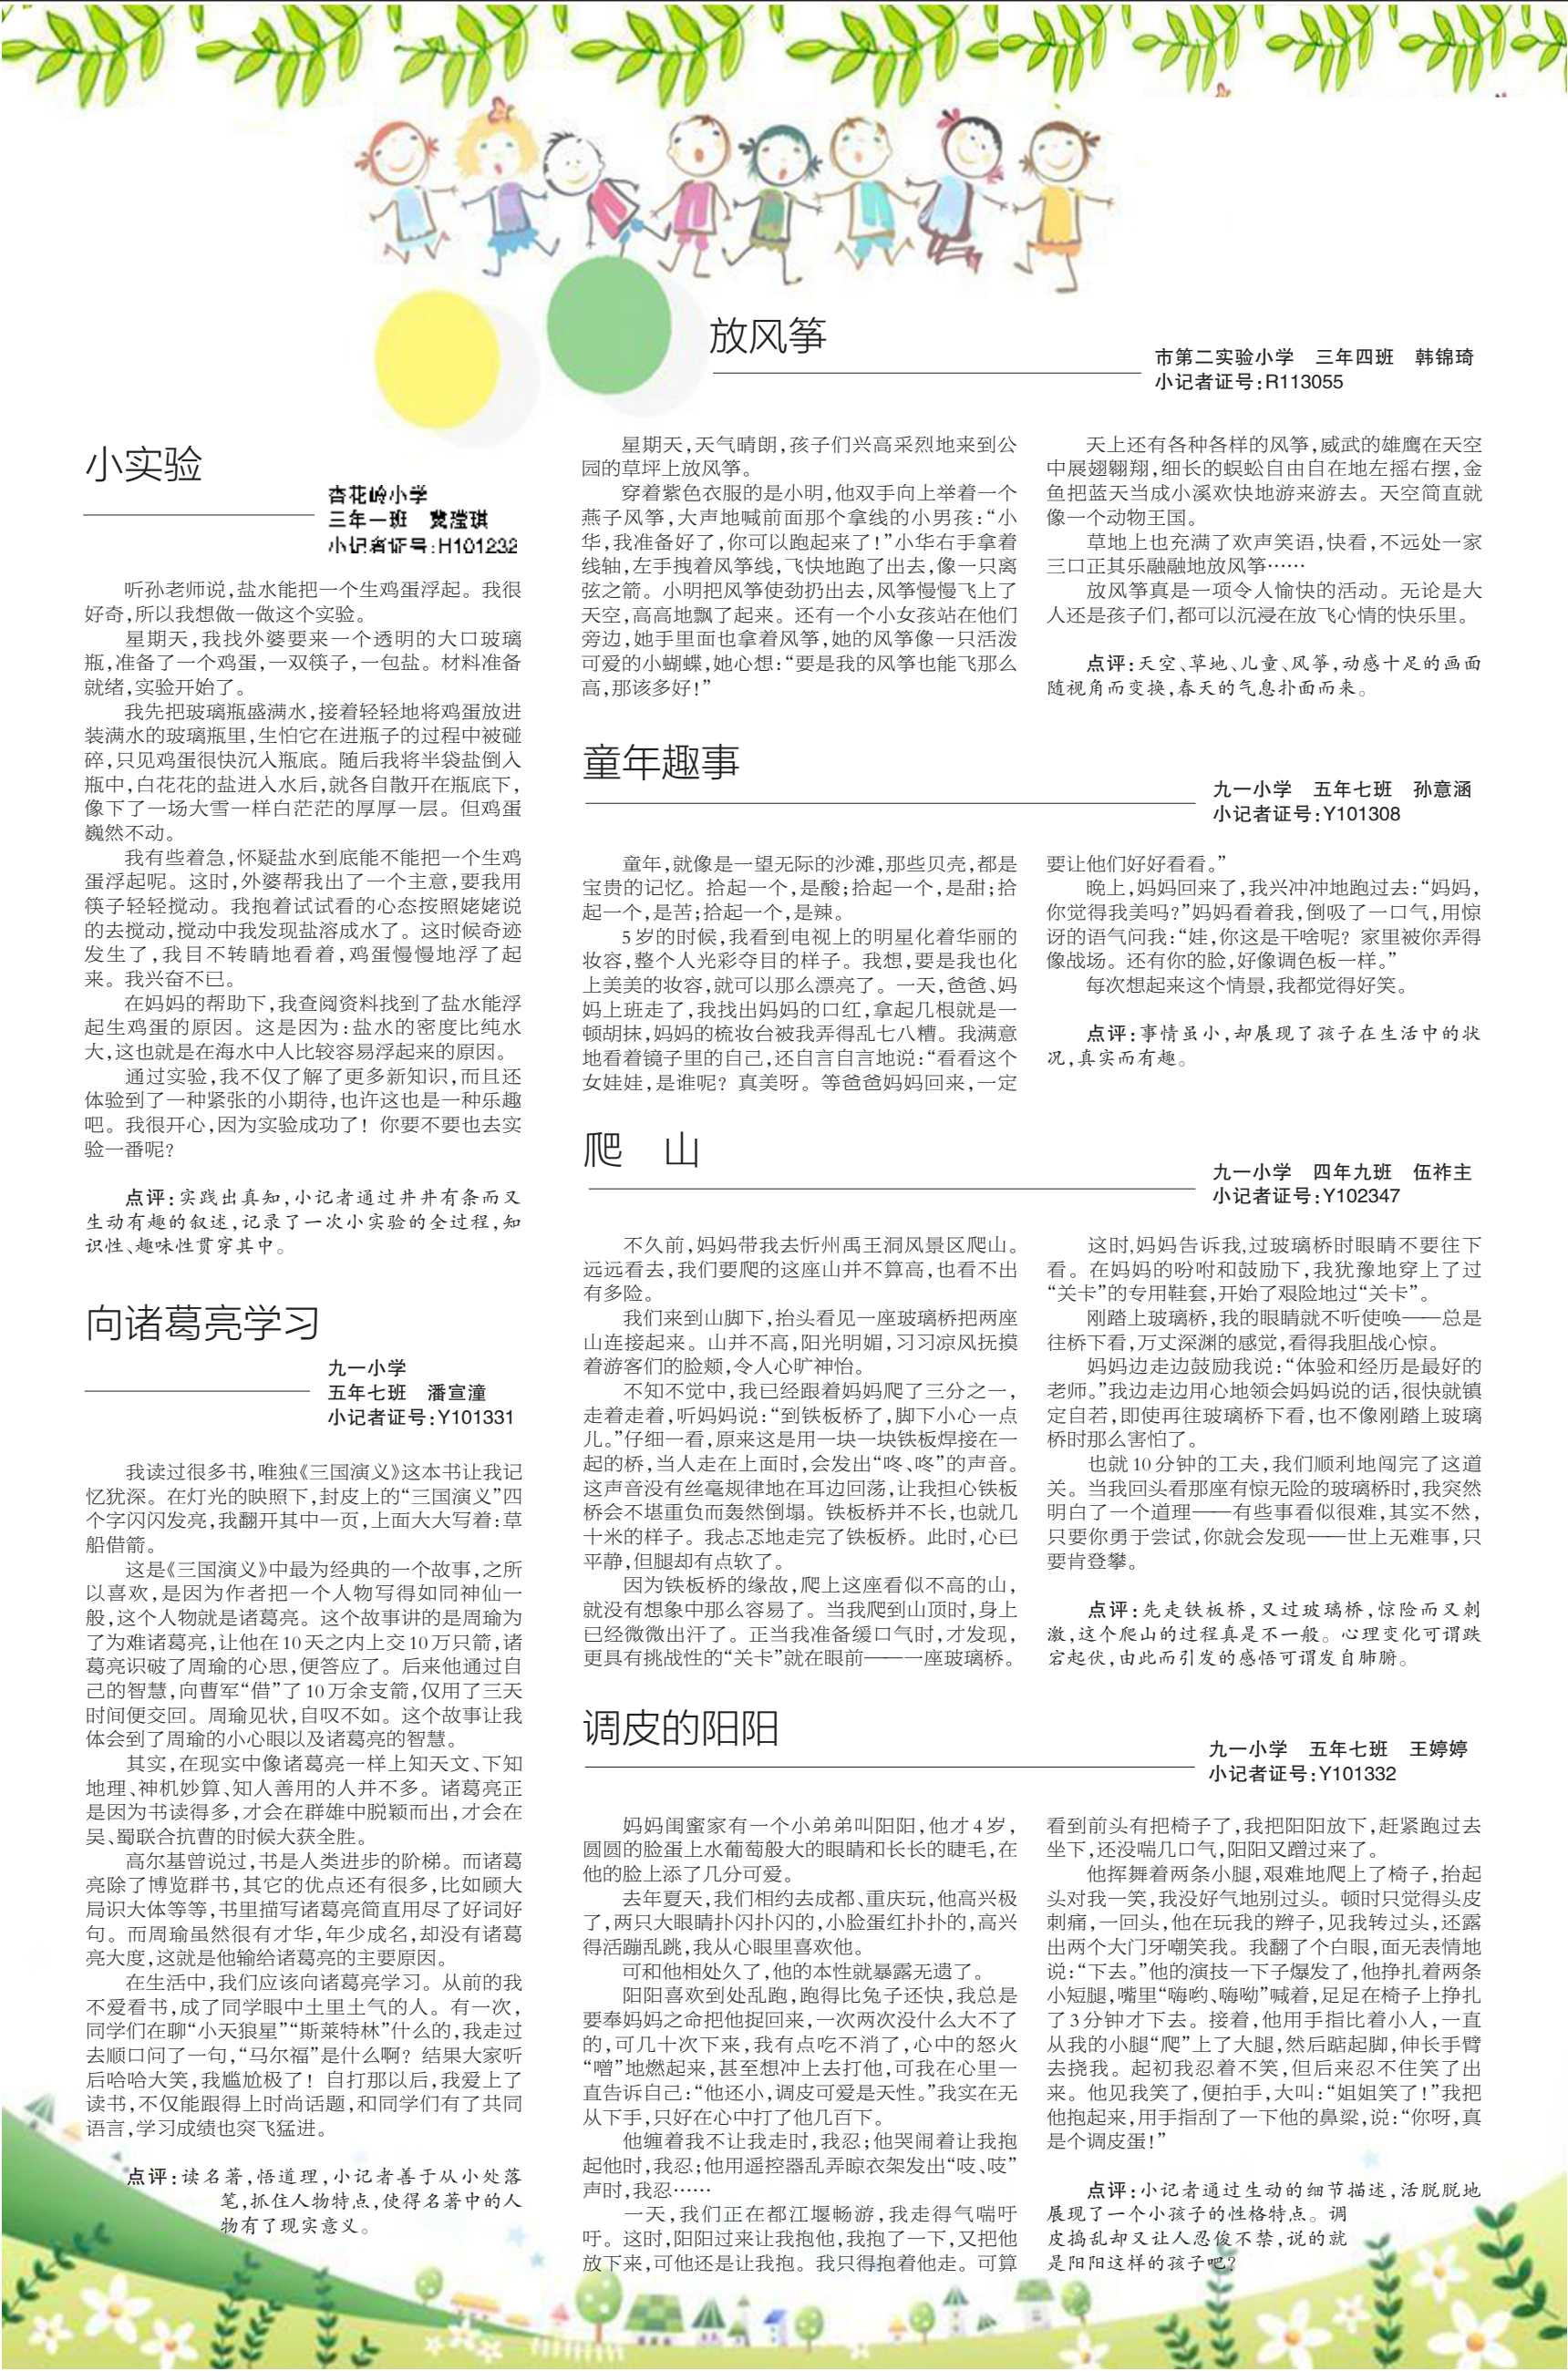 放风筝
市第二实验小学　三年四班　韩锦琦
小记者证号:R113055
星期天,天气晴朗,孩子们兴高采烈地来到公
园的草坪上放风筝。
穿着紫色衣服的是小明,他双手向上举着一个
燕子风筝,大声地喊前面那个拿线的小男孩:“小
华,我准备好了,你可以跑起来了!”小华右手拿着
线轴,左手拽着风筝线,飞快地跑了出去,像一只离
弦之箭。小明把风筝使劲扔出去,风筝慢慢飞上了
天空,高高地飘了起来。还有一个小女孩站在他们
旁边,她手里面也拿着风筝,她的风筝像一只活泼
可爱的小蝴蝶,她心想:“要是我的风筝也能飞那么
高,那该多好!”
天上还有各种各样的风筝,威武的雄鹰在天空
中展翅翱翔,细长的蜈蚣自由自在地左摇右摆,金
鱼把蓝天当成小溪欢快地游来游去。天空简直就
像一个动物王国。
草地上也充满了欢声笑语,快看,不远处一家
三口正其乐融融地放风筝……
放风筝真是一项令人愉快的活动。无论是大
人还是孩子们,都可以沉浸在放飞心情的快乐里。
点评:天空、草地、儿童、风筝,动感十足的画面
随视角而变换,春天的气息扑面而来。
小实验
杏花岭小学
三年一班　冀滢琪
小记者证号:H101232
听孙老师说,盐水能把一个生鸡蛋浮起。我很
好奇,所以我想做一做这个实验。
星期天,我找外婆要来一个透明的大口玻璃
瓶,准备了一个鸡蛋,一双筷子,一包盐。材料准备
就绪,实验开始了。
我先把玻璃瓶盛满水,接着轻轻地将鸡蛋放进
装满水的玻璃瓶里,生怕它在进瓶子的过程中被碰
碎,只见鸡蛋很快沉入瓶底。随后我将半袋盐倒入
瓶中,白花花的盐进入水后,就各自散开在瓶底下,
像下了一场大雪一样白茫茫的厚厚一层。但鸡蛋
巍然不动。
我有些着急,怀疑盐水到底能不能把一个生鸡
蛋浮起呢。这时,外婆帮我出了一个主意,要我用
筷子轻轻搅动。我抱着试试看的心态按照姥姥说
的去搅动,搅动中我发现盐溶成水了。这时候奇迹
发生了,我目不转睛地看着,鸡蛋慢慢地浮了起
来。我兴奋不已。
在妈妈的帮助下,我查阅资料找到了盐水能浮
起生鸡蛋的原因。这是因为:盐水的密度比纯水
大,这也就是在海水中人比较容易浮起来的原因。
通过实验,我不仅了解了更多新知识,而且还
体验到了一种紧张的小期待,也许这也是一种乐趣
吧。我很开心,因为实验成功了! 你要不要也去实
验一番呢?
点评:实践出真知,小记者通过井井有条而又
生动有趣的叙述,记录了一次小实验的全过程,知
识性、趣味性贯穿其中。
向诸葛亮学习
九一小学
五年七班　潘宣潼
小记者证号:Y101331
我读过很多书,唯独《三国演义》这本书让我记
忆犹深。在灯光的映照下,封皮上的“三国演义”四
个字闪闪发亮,我翻开其中一页,上面大大写着:草
船借箭。
这是《三国演义》中最为经典的一个故事,之所
以喜欢,是因为作者把一个人物写得如同神仙一
般,这个人物就是诸葛亮。这个故事讲的是周瑜为
了为难诸葛亮,让他在10天之内上交10万只箭,诸
葛亮识破了周瑜的心思,便答应了。后来他通过自
己的智慧,向曹军“借”了10万余支箭,仅用了三天
时间便交回。周瑜见状,自叹不如。这个故事让我
体会到了周瑜的小心眼以及诸葛亮的智慧。
其实,在现实中像诸葛亮一样上知天文、下知
地理、神机妙算、知人善用的人并不多。诸葛亮正
是因为书读得多,才会在群雄中脱颖而出,才会在
吴、蜀联合抗曹的时候大获全胜。
高尔基曾说过,书是人类进步的阶梯。而诸葛
亮除了博览群书,其它的优点还有很多,比如顾大
局识大体等等,书里描写诸葛亮简直用尽了好词好
句。而周瑜虽然很有才华,年少成名,却没有诸葛
亮大度,这就是他输给诸葛亮的主要原因。
在生活中,我们应该向诸葛亮学习。从前的我
不爱看书,成了同学眼中土里土气的人。有一次,
同学们在聊“小天狼星”“斯莱特林”什么的,我走过
去顺口问了一句,“马尔福”是什么啊? 结果大家听
后哈哈大笑,我尴尬极了! 自打那以后,我爱上了
读书,不仅能跟得上时尚话题,和同学们有了共同
语言,学习成绩也突飞猛进。
点评:读名著,悟道理,小记者善于从小处落
笔,抓住人物特点,使得名著中的人
物有了现实意义。
童年趣事
九一小学　五年七班　孙意涵
小记者证号:Y101308
童年,就像是一望无际的沙滩,那些贝壳,都是
宝贵的记忆。拾起一个,是酸;拾起一个,是甜;拾
起一个,是苦;拾起一个,是辣。
5岁的时候,我看到电视上的明星化着华丽的
妆容,整个人光彩夺目的样子。我想,要是我也化
上美美的妆容,就可以那么漂亮了。一天,爸爸、妈
妈上班走了,我找出妈妈的口红,拿起几根就是一
顿胡抹,妈妈的梳妆台被我弄得乱七八糟。我满意
地看着镜子里的自己,还自言自言地说:“看看这个
女娃娃,是谁呢? 真美呀。等爸爸妈妈回来,一定
要让他们好好看看。”
晚上,妈妈回来了,我兴冲冲地跑过去:“妈妈,
你觉得我美吗?”妈妈看着我,倒吸了一口气,用惊
讶的语气问我:“娃,你这是干啥呢? 家里被你弄得
像战场。还有你的脸,好像调色板一样。”
每次想起来这个情景,我都觉得好笑。
点评:事情虽小,却展现了孩子在生活中的状
况,真实而有趣。
爬　山
九一小学　四年九班　伍祚主
小记者证号:Y102347
不久前,妈妈带我去忻州禹王洞风景区爬山。
远远看去,我们要爬的这座山并不算高,也看不出
有多险。
我们来到山脚下,抬头看见一座玻璃桥把两座
山连接起来。山并不高,阳光明媚,习习凉风抚摸
着游客们的脸颊,令人心旷神怡。
不知不觉中,我已经跟着妈妈爬了三分之一,
走着走着,听妈妈说:“到铁板桥了,脚下小心一点
儿。”仔细一看,原来这是用一块一块铁板焊接在一
起的桥,当人走在上面时,会发出“咚、咚”的声音。
这声音没有丝毫规律地在耳边回荡,让我担心铁板
桥会不堪重负而轰然倒塌。铁板桥并不长,也就几
十米的样子。我忐忑地走完了铁板桥。此时,心已
平静,但腿却有点软了。
因为铁板桥的缘故,爬上这座看似不高的山,
就没有想象中那么容易了。当我爬到山顶时,身上
已经微微出汗了。正当我准备缓口气时,才发现,
更具有挑战性的“关卡”就在眼前——一座玻璃桥。
这时,妈妈告诉我,过玻璃桥时眼睛不要往下
看。在妈妈的吩咐和鼓励下,我犹豫地穿上了过
“关卡”的专用鞋套,开始了艰险地过“关卡”。
刚踏上玻璃桥,我的眼睛就不听使唤——总是
往桥下看,万丈深渊的感觉,看得我胆战心惊。
妈妈边走边鼓励我说:“体验和经历是最好的
老师。”我边走边用心地领会妈妈说的话,很快就镇
定自若,即使再往玻璃桥下看,也不像刚踏上玻璃
桥时那么害怕了。
也就10分钟的工夫,我们顺利地闯完了这道
关。当我回头看那座有惊无险的玻璃桥时,我突然
明白了一个道理——有些事看似很难,其实不然,
只要你勇于尝试,你就会发现——世上无难事,只
要肯登攀。
点评:先走铁板桥,又过玻璃桥,惊险而又刺
激,这个爬山的过程真是不一般。心理变化可谓跌
宕起伏,由此而引发的感悟可谓发自肺腑。
调皮的阳阳
九一小学　五年七班　王婷婷
小记者证号:Y101332
妈妈闺蜜家有一个小弟弟叫阳阳,他才4岁,
圆圆的脸蛋上水葡萄般大的眼睛和长长的睫毛,在
他的脸上添了几分可爱。
去年夏天,我们相约去成都、重庆玩,他高兴极
了,两只大眼睛扑闪扑闪的,小脸蛋红扑扑的,高兴
得活蹦乱跳,我从心眼里喜欢他。
可和他相处久了,他的本性就暴露无遗了。
阳阳喜欢到处乱跑,跑得比兔子还快,我总是
要奉妈妈之命把他捉回来,一次两次没什么大不了
的,可几十次下来,我有点吃不消了,心中的怒火
“噌”地燃起来,甚至想冲上去打他,可我在心里一
直告诉自己:“他还小,调皮可爱是天性。”我实在无
从下手,只好在心中打了他几百下。
他缠着我不让我走时,我忍;他哭闹着让我抱
起他时,我忍;他用遥控器乱弄晾衣架发出“吱、吱”
声时,我忍……
一天,我们正在都江堰畅游,我走得气喘吁
吁。这时,阳阳过来让我抱他,我抱了一下,又把他
放下来,可他还是让我抱。我只得抱着他走。可算
看到前头有把椅子了,我把阳阳放下,赶紧跑过去
坐下,还没喘几口气,阳阳又蹭过来了。
他挥舞着两条小腿,艰难地爬上了椅子,抬起
头对我一笑,我没好气地别过头。顿时只觉得头皮
刺痛,一回头,他在玩我的辫子,见我转过头,还露
出两个大门牙嘲笑我。我翻了个白眼,面无表情地
说:“下去。”他的演技一下子爆发了,他挣扎着两条
小短腿,嘴里“嗨哟、嗨呦”喊着,足足在椅子上挣扎
了3分钟才下去。接着,他用手指比着小人,一直
从我的小腿“爬”上了大腿,然后踮起脚,伸长手臂
去挠我。起初我忍着不笑,但后来忍不住笑了出
来。他见我笑了,便拍手,大叫:“姐姐笑了!”我把
他抱起来,用手指刮了一下他的鼻梁,说:“你呀,真
是个调皮蛋!”
点评:小记者通过生动的细节描述,活脱脱地
展现了一个小孩子的性格特点。调
皮捣乱却又让人忍俊不禁,说的就
是阳阳这样的孩子吧?